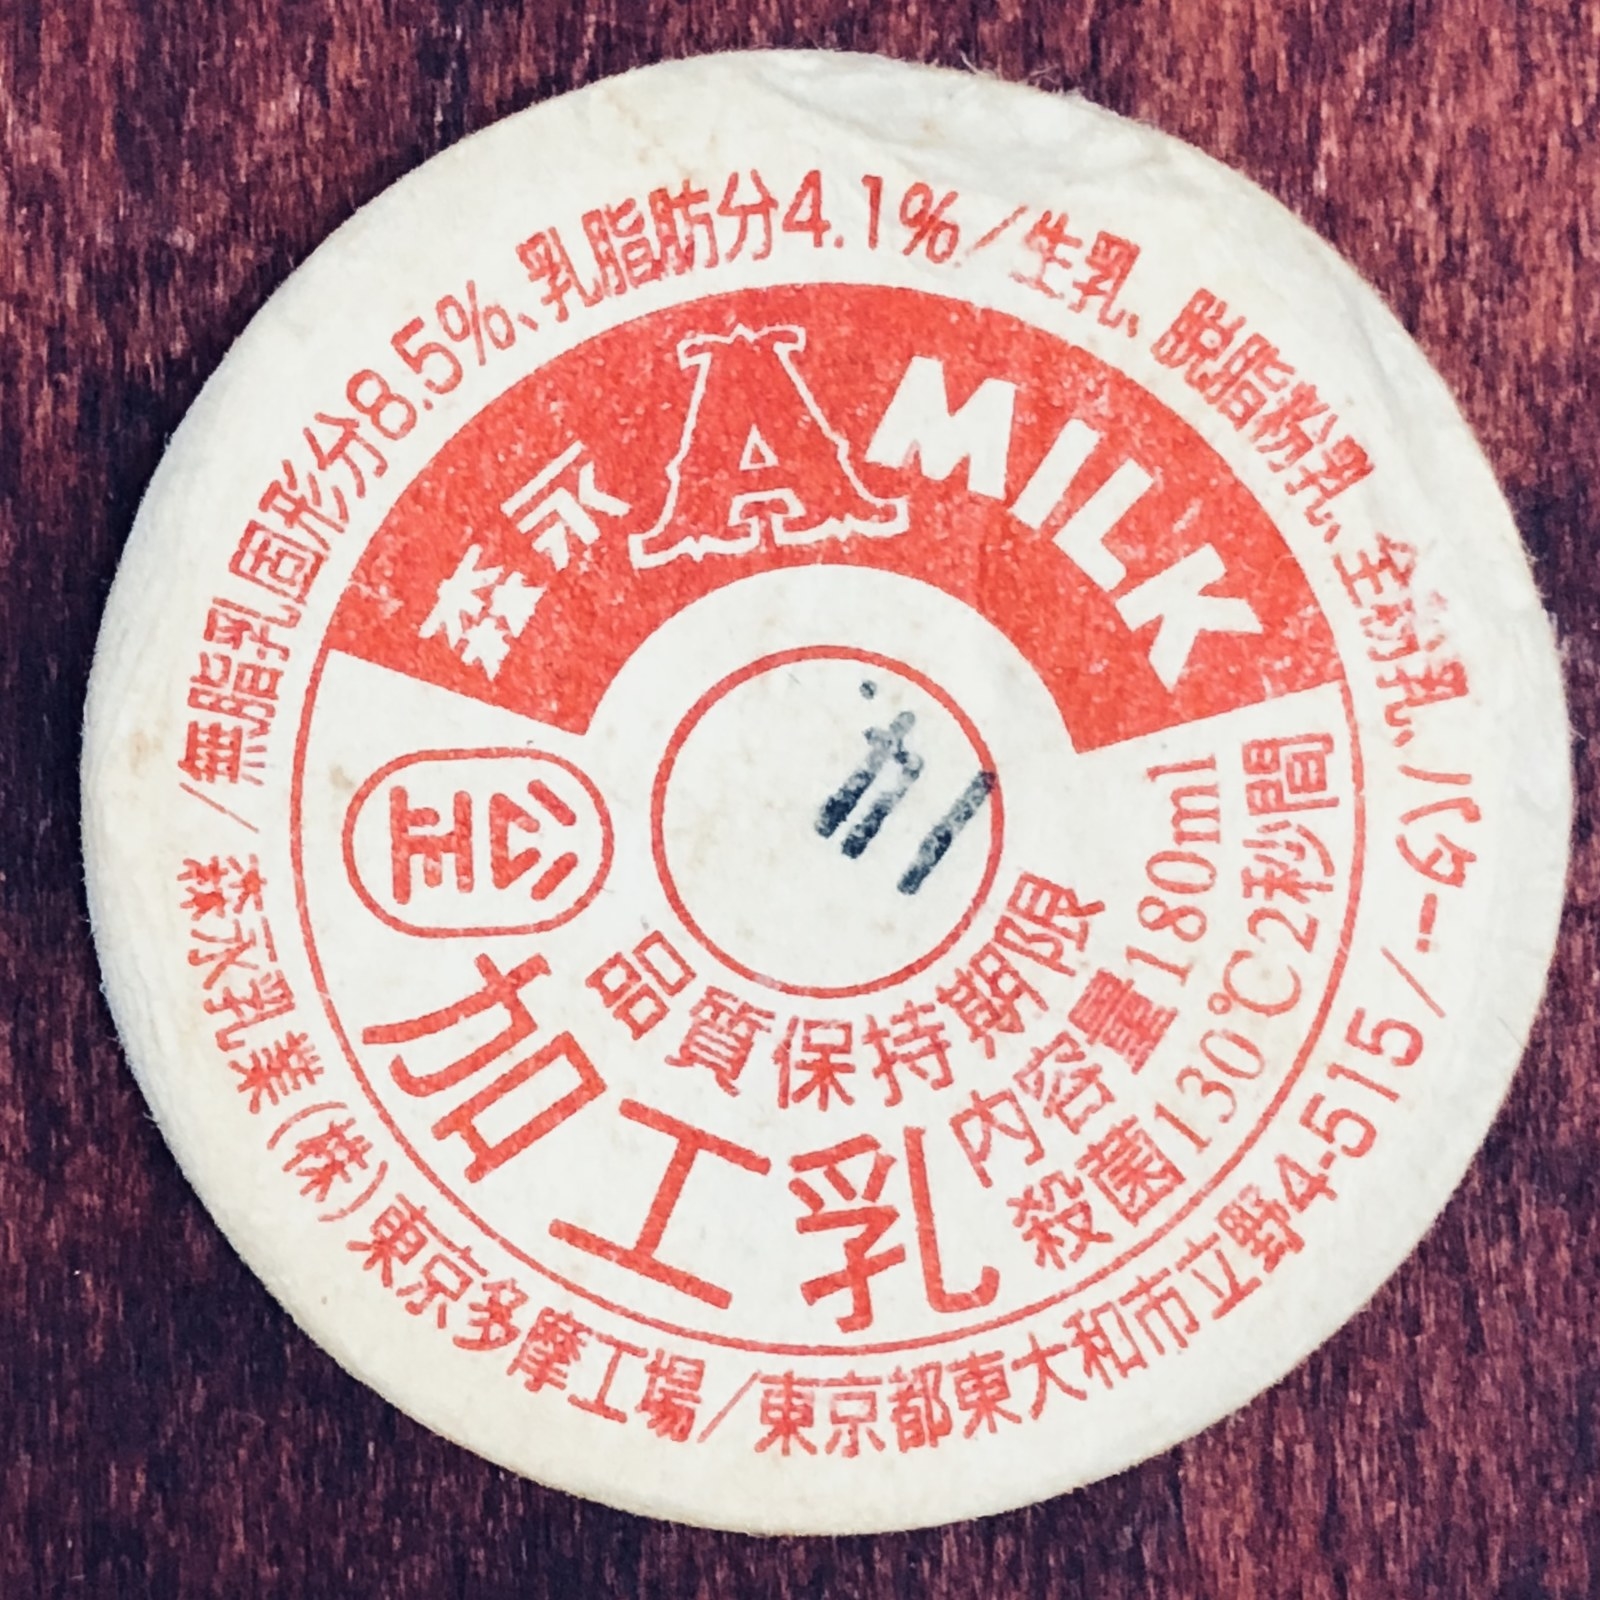 森永 A MILK
無脂乳固形分8.5%、乳脂肪分4.1%/生乳、脱脂粉乳、全粉乳、バター/
森永乳業(株)東京多摩工場/東京都東大和市立野4-515/
公正
加工乳
品質保持期限
内容量180ml
殺菌130℃2秒間